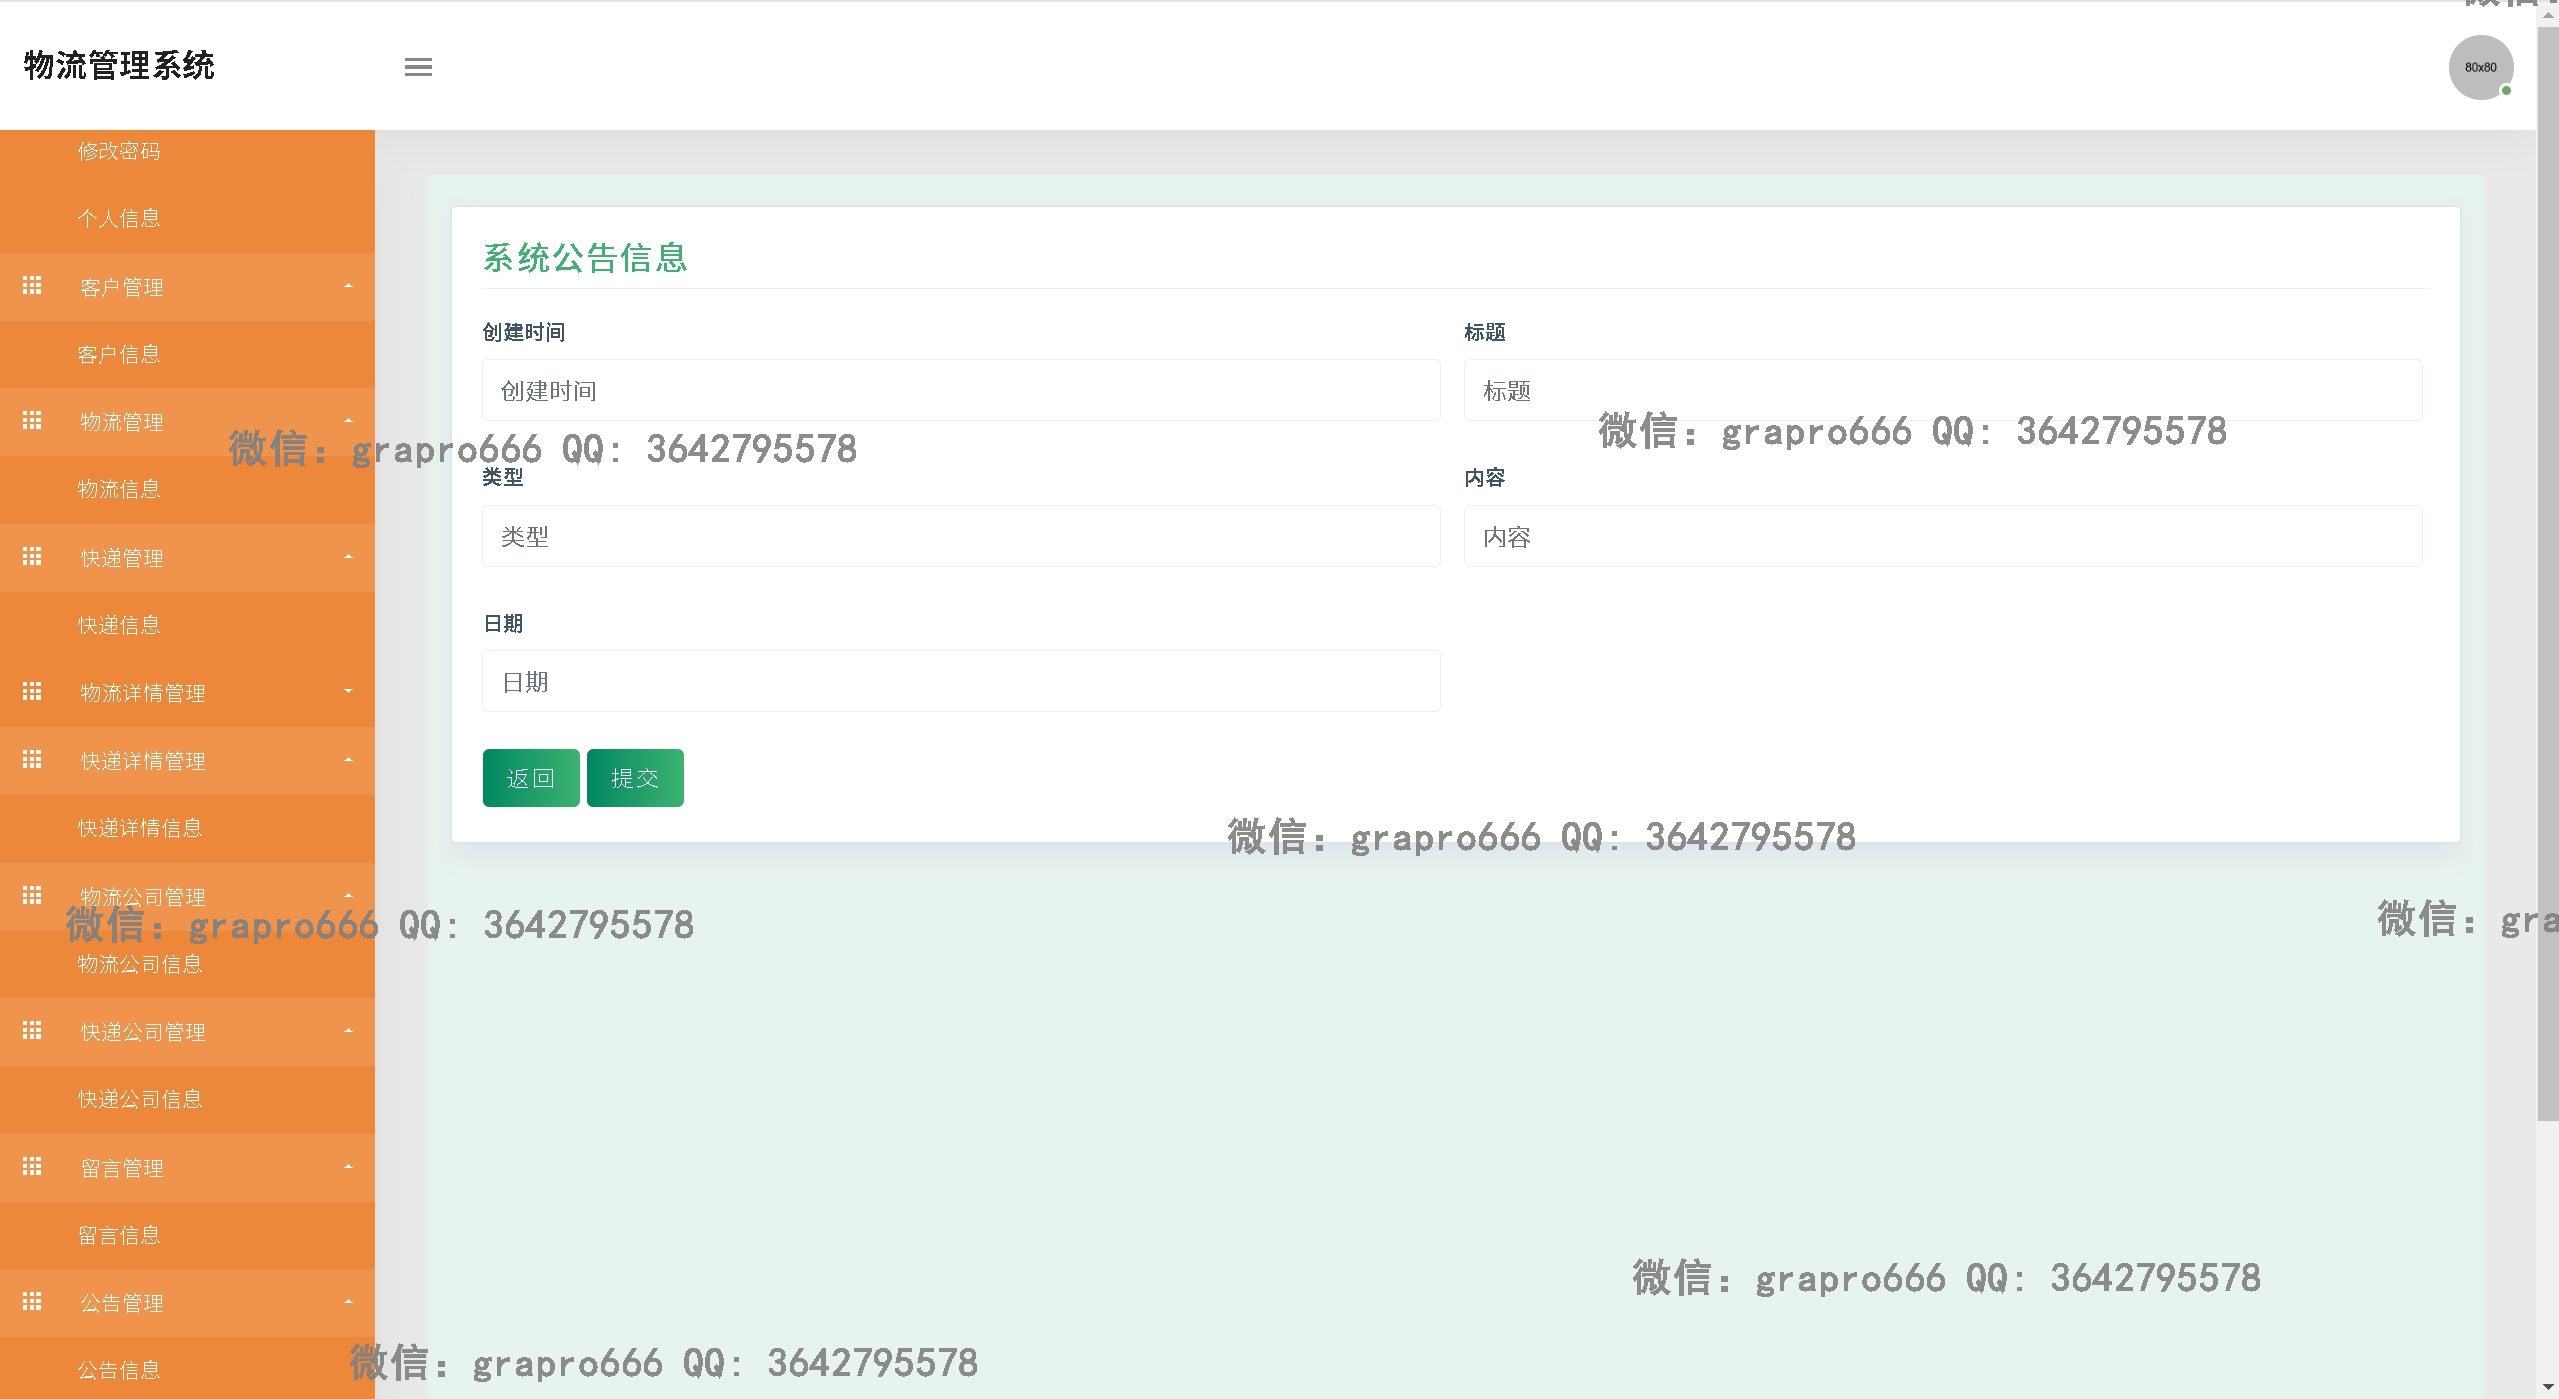 物流管理系统
80x80
修改密码
个人信息
客户管理
客户信息
物流管理
物流信息
快递管理
快递信息
物流详情管理
快递详情管理
快递详情信息
物流公司管理
物流公司信息
快递公司管理
快递公司信息
留言管理
留言信息
公告管理
公告信息
系统公告信息
创建时间
创建时间
标题
标题
微信：grapro666 QQ: 3642795578
微信：grapro666 QQ: 3642795578
类型
类型
内容
内容
日期
日期
返回 提交
微信：grapro666 QQ: 3642795578
微信：grapro666 QQ: 3642795578
微信：gra
微信：grapro666 QQ: 3642795578
微信：grapro666 QQ: 3642795578